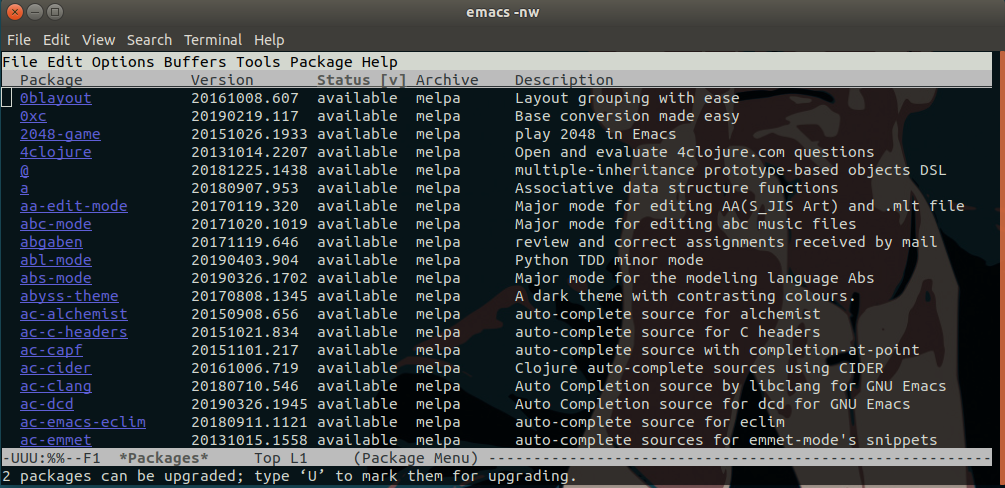 emacs -nw
File Edit View Search Terminal Help
File Edit Options Buffers Tools Package Help
Package Version Status [v] Archive Description
0blayout 20161008.607 available melpa Layout grouping with ease
0xc 20190219.117 available melpa Base conversion made easy
2048-game 20151026.1933 available melpa play 2048 in Emacs
4clojure 20131014.2207 available melpa Open and evaluate 4clojure.com questions
@ 20181225.1438 available melpa multiple-inheritance prototype-based objects DSL
a 20180907.953 available melpa Associative data structure functions
aa-edit-mode 20170119.320 available melpa Major mode for editing AA(S_JIS Art) and .mlt file
abc-mode 20171020.1019 available melpa Major mode for editing abc music files
abgaben 20171119.646 available melpa review and correct assignments received by mail
abl-mode 20190403.904 available melpa Python TDD minor mode
abs-mode 20190326.1702 available melpa Major mode for the modeling language Abs
abyss-theme 20170808.1345 available melpa A dark theme with contrasting colours.
ac-alchemist 20150908.656 available melpa auto-complete source for alchemist
ac-c-headers 20151021.834 available melpa auto-complete source for C headers
ac-capf 20151101.217 available melpa auto-complete source with completion-at-point
ac-cider 20161006.719 available melpa Clojure auto-complete sources using CIDER
ac-clang 20180710.546 available melpa Auto Completion source by libclang for GNU Emacs
ac-dcd 20190326.1945 available melpa Auto Completion source for dcd for GNU Emacs
ac-emacs-eclim 20180911.1121 available melpa auto-complete source for eclim
ac-emmet 20131015.1558 available melpa auto-complete sources for emmet-mode's snippets
-UUU:%%--F1 *Packages* Top L1 (Package Menu) --------------------------------------------------------
2 packages can be upgraded; type ‘U’ to mark them for upgrading.